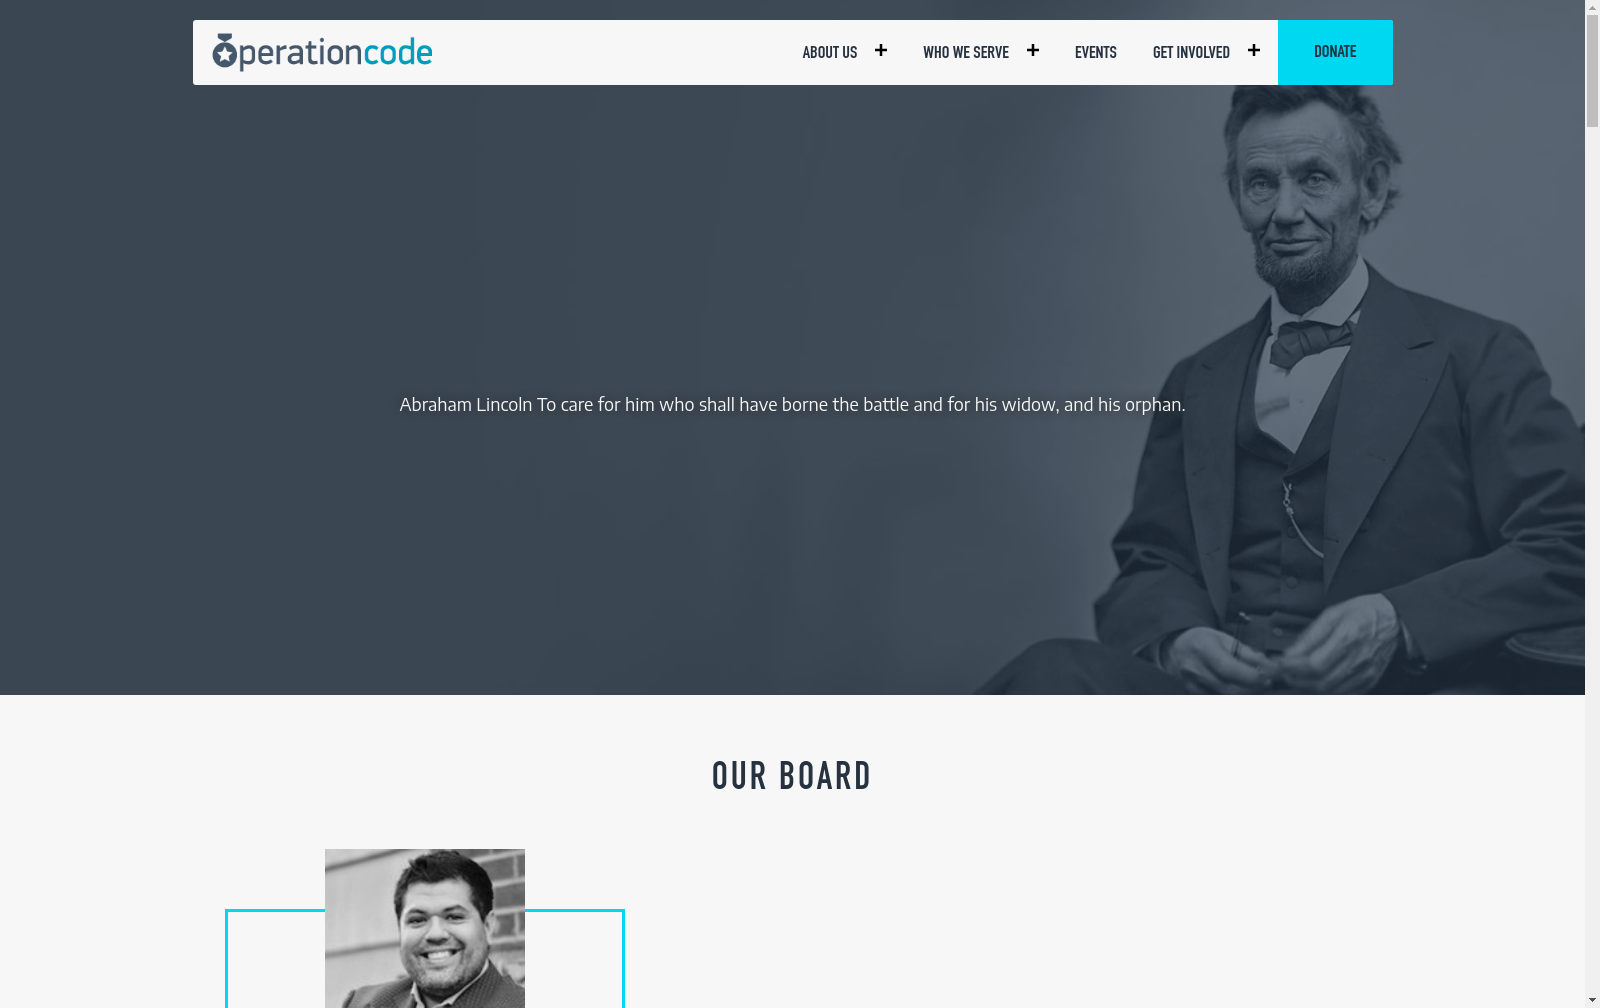 operationcode
ABOUT US
WHO WE SERVE
EVENTS
GET INVOLVED
DONATE
Abraham Lincoln To care for him who shall have borne the battle and for his widow, and his orphan.
OUR BOARD